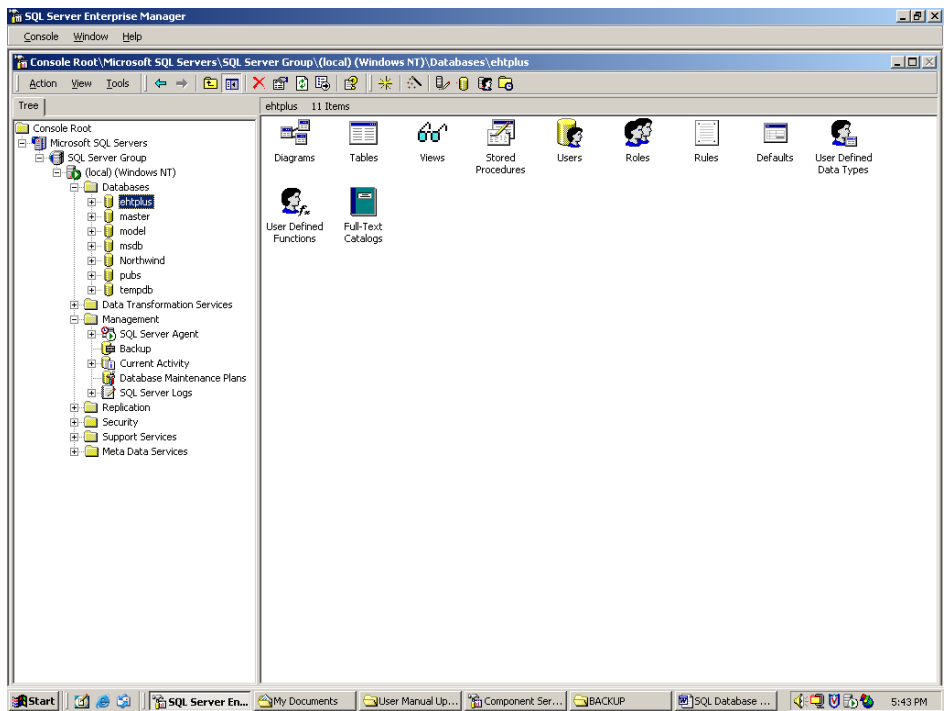 SQL Server Enterprise Manager
Console Window Help
Console Root\Microsoft SQL Servers\SQL Server Group\(local) (Windows NT)\Databases\ehtplus
Action View Tools
Tree
ehtplus 11 Items
Console Root
Microsoft SQL Servers
SQL Server Group
(local) (Windows NT)
Databases
ehtplus
master
model
msdb
Northwind
pubs
tempdb
Data Transformation Services
Management
SQL Server Agent
Backup
Current Activity
Database Maintenance Plans
SQL Server Logs
Replication
Security
Support Services
Meta Data Services
Diagrams
Tables
Views
Stored
Procedures
Users
Roles
Rules
Defaults
User Defined
Data Types
User Defined
Functions
Full-Text
Catalogs
Start
SQL Server En...
My Documents
User Manual Up...
Component Ser...
BACKUP
SQL Database ...
5:43 PM